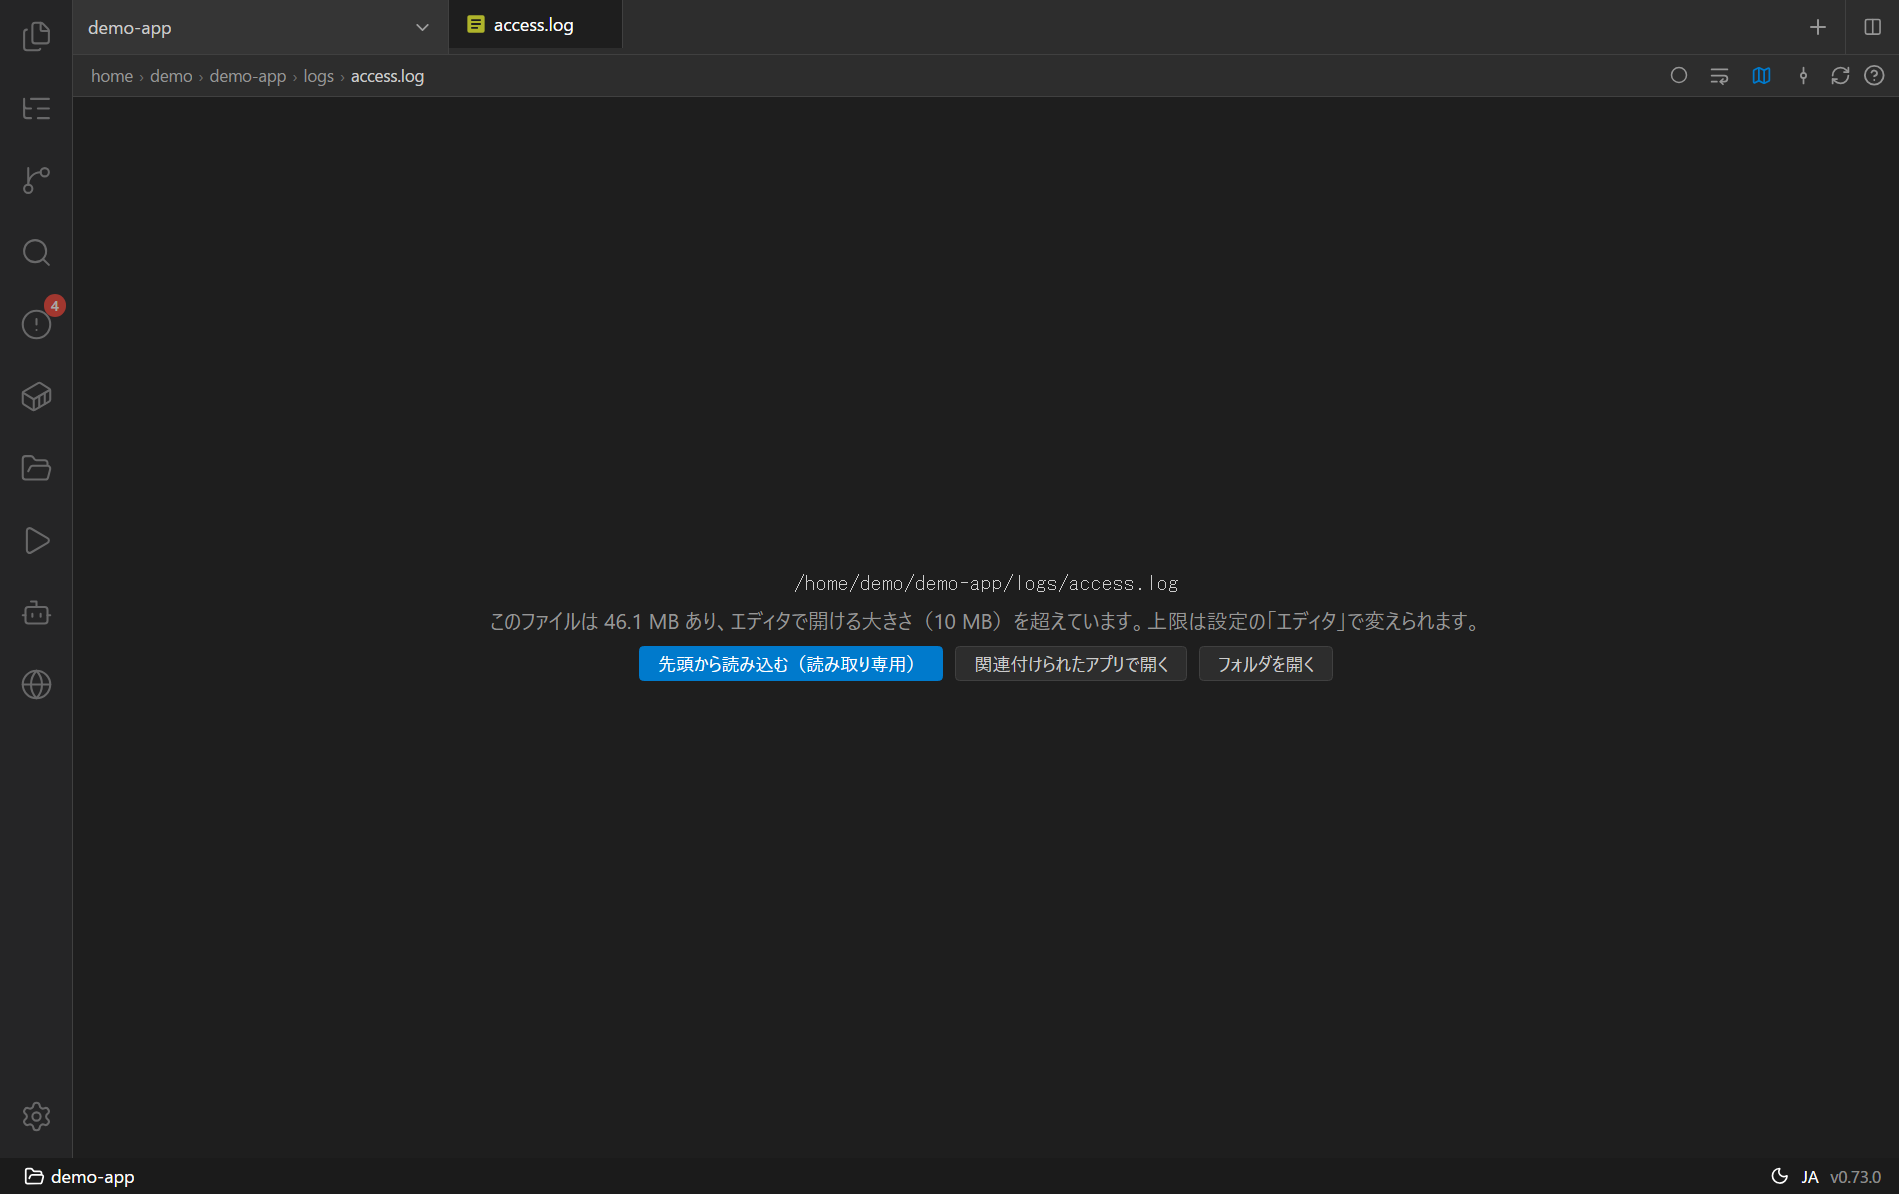 demo-app
access.log
home › demo › demo-app › logs › access.log
4
/home/demo/demo-app/logs/access.log
このファイルは 46.1 MB あり、エディタで開ける大きさ（10 MB）を超えています。上限は設定の「エディタ」で変えられます。
先頭から読み込む（読み取り専用）
関連付けられたアプリで開く
フォルダを開く
demo-app
JA
v0.73.0